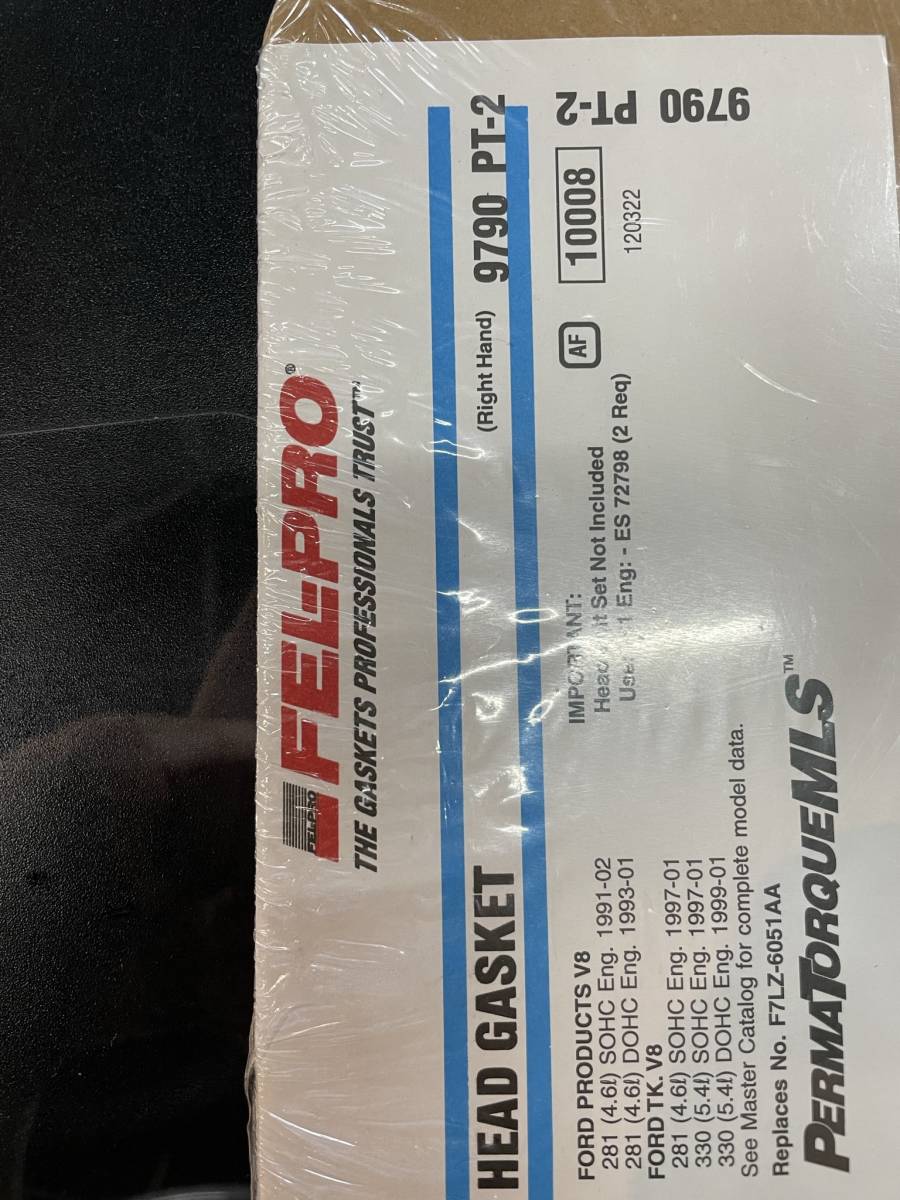 FEL-PRO
FEL-PRO®
THE GASKETS PROFESSIONALS TRUST™
HEAD GASKET (Right Hand) 9790 PT-2
FORD PRODUCTS V8
281 (4.6ℓ) SOHC Eng. 1991-02
281 (4.6ℓ) DOHC Eng. 1993-01
FORD TK. V8
281 (4.6ℓ) SOHC Eng. 1997-01
330 (5.4ℓ) SOHC Eng. 1997-01
330 (5.4ℓ) DOHC Eng. 1999-01
See Master Catalog for complete model data.
Replaces No. F7LZ-6051AA
PERMATORQUEMLS™
IMPORTANT:
Head Set Not Included
Eng: - ES 72798 (2 Req)
AF
10008
120322
9790 PT-2